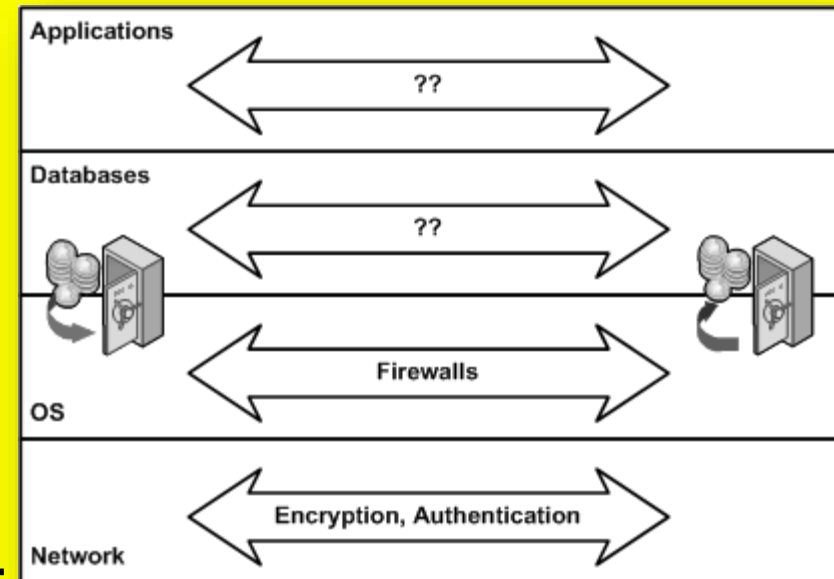 Applications
??
Databases
??
Firewalls
OS
Encryption, Authentication
Network